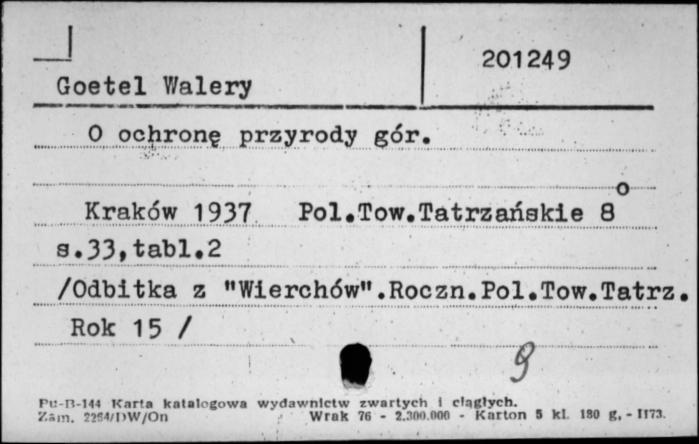 201249
Goetel Walery
O ochronę przyrody gór.
Kraków 1937 Pol.Tow.Tatrzańskie 8°
s.33,tabl.2
/Odbitka z "Wierchów".Roczn.Pol.Tow.Tatrz.
Rok 15 /
9
Pu-B-144 Karta katalogowa wydawnictw zwartych i ciągłych.
Zam. 2254/DW/On Wrak 76 - 2.300.000 - Karton 5 kl. 180 g. - 1173.